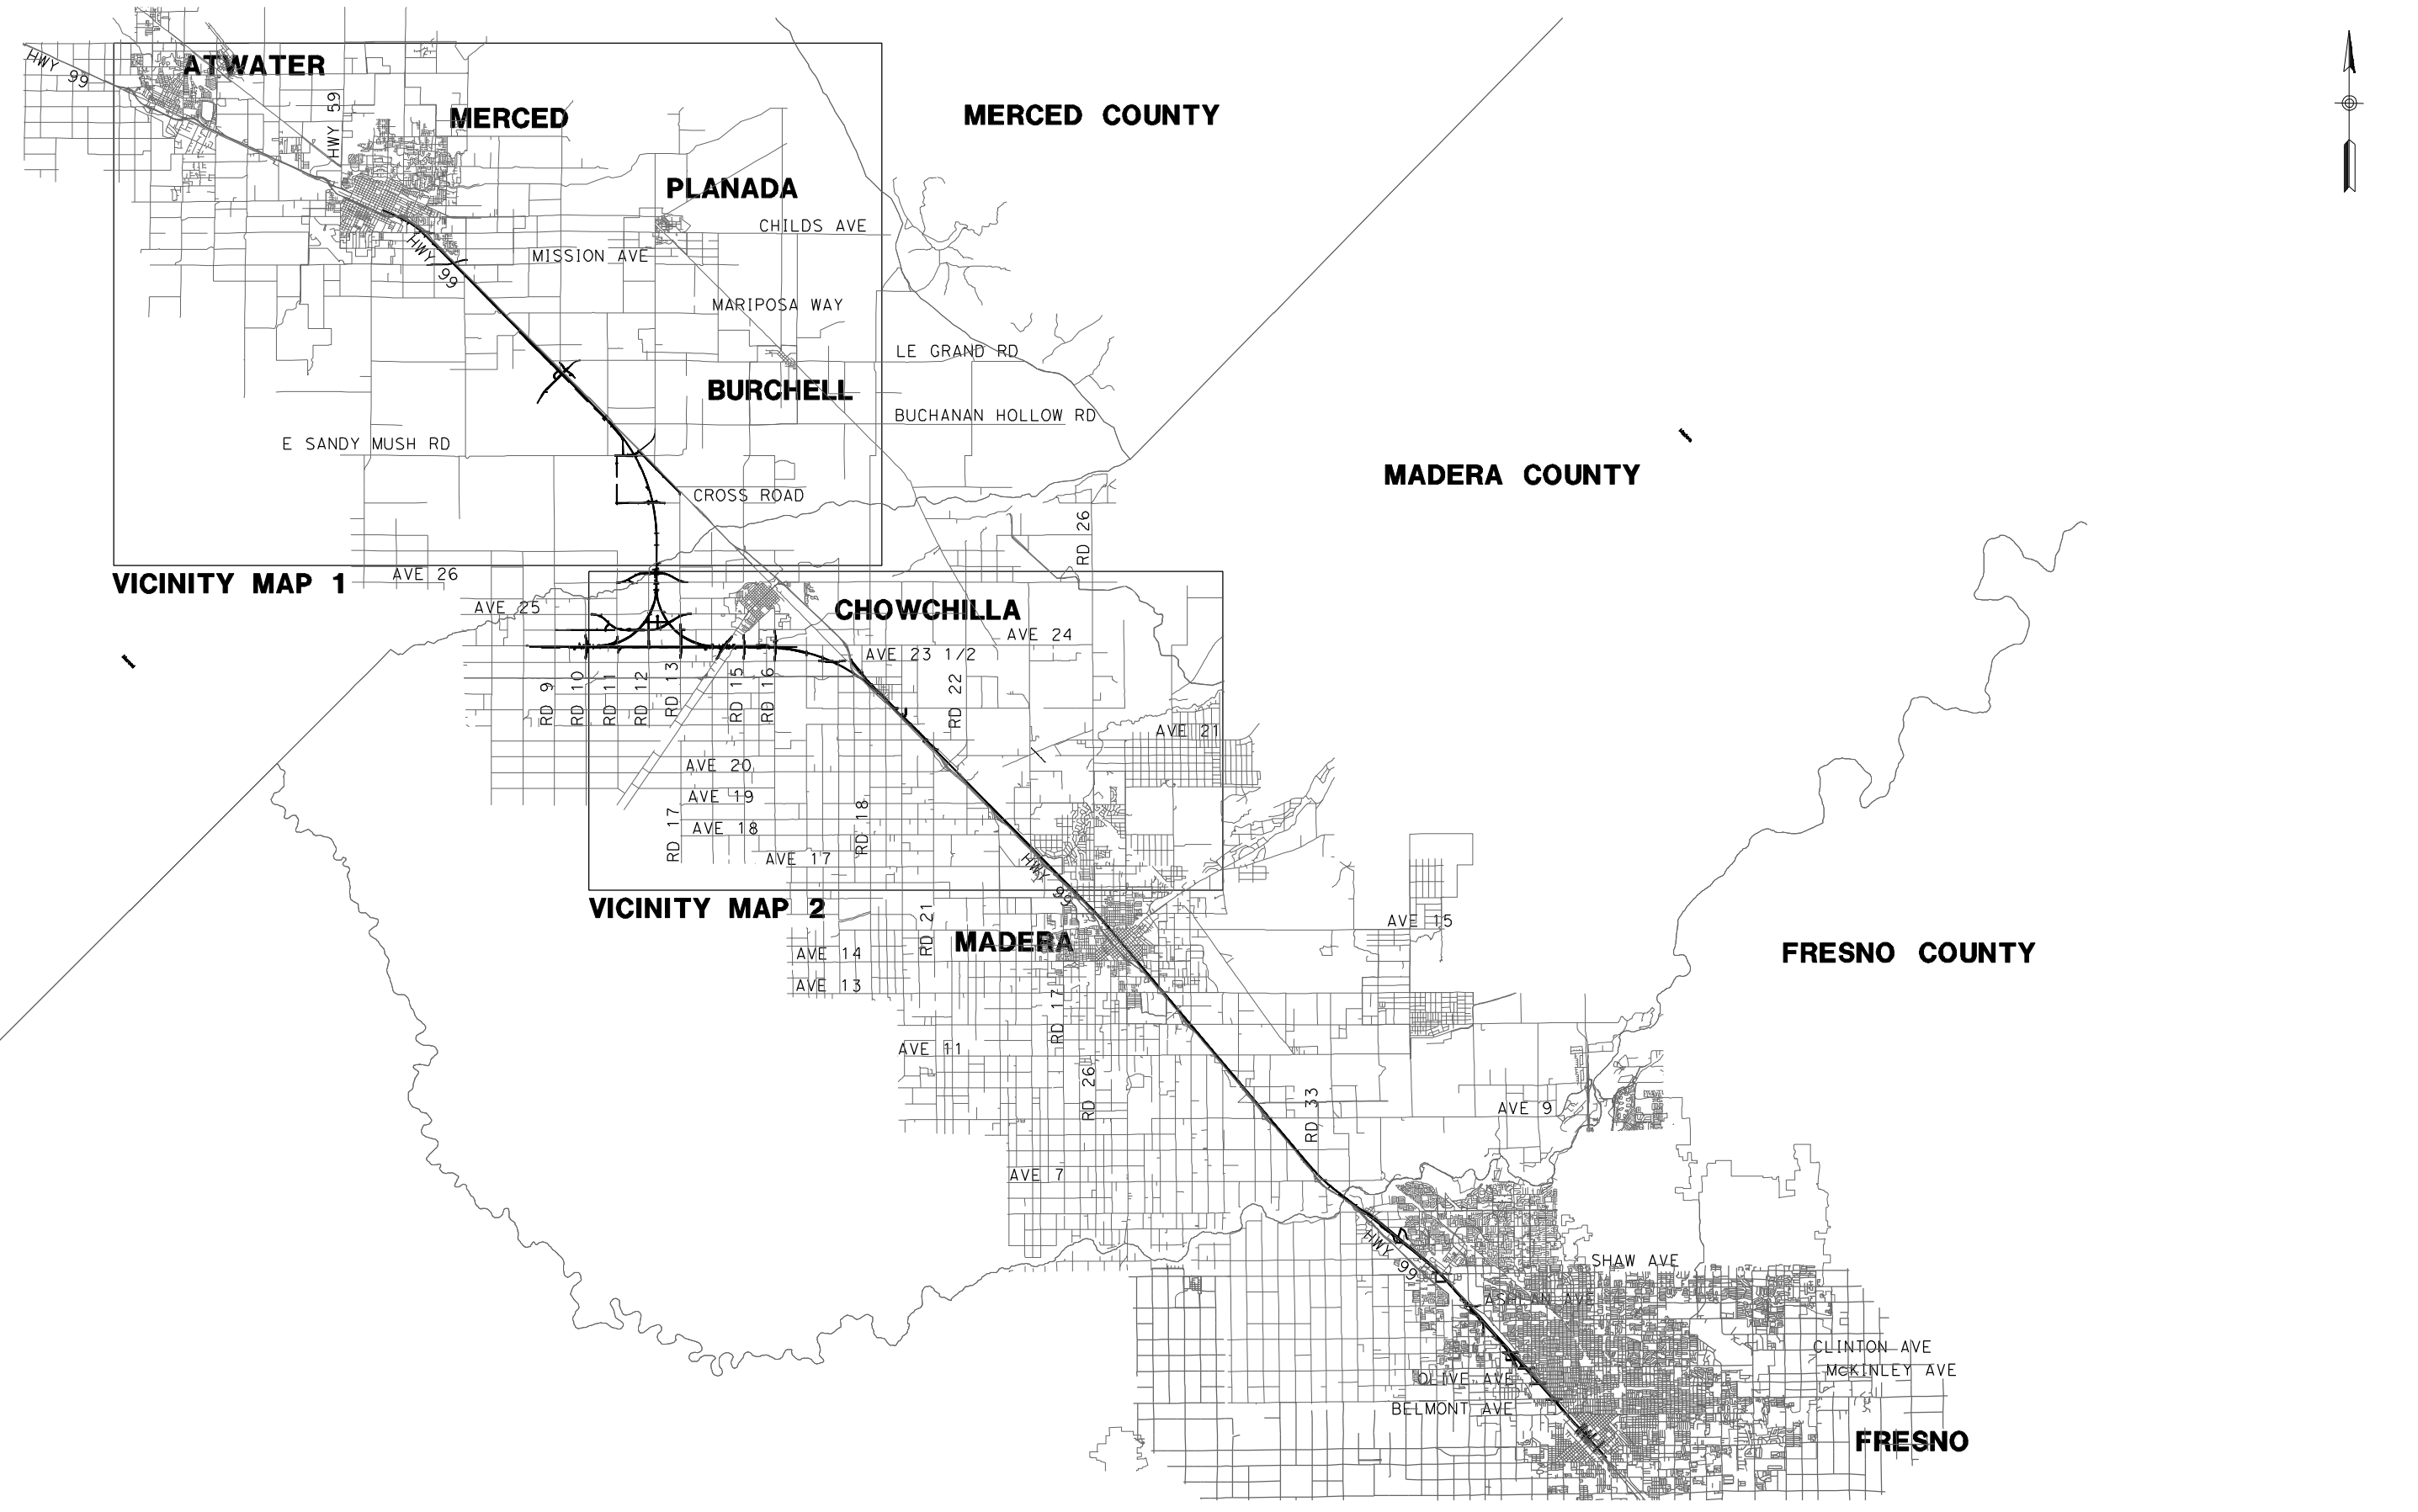 ATWATER
HWY 99
HWY 59
MERCED
MERCED COUNTY
PLANADA
CHILDS AVE
HWY 99
MISSION AVE
MARIPOSA WAY
LE GRAND RD
BURCHELL
BUCHANAN HOLLOW RD
E SANDY MUSH RD
MADERA COUNTY
CROSS ROAD
RD 26
AVE 26
VICINITY MAP 1
AVE 25
CHOWCHILLA
AVE 24
AVE 23 1/2
RD 9
RD 10
RD 11
RD 12
RD 13
RD 15
RD 16
RD 22
AVE 21
AVE 20
AVE 19
RD 17
AVE 18
RD 18
AVE 17
HWY 99
VICINITY MAP 2
RD 21
AVE 15
MADERA
AVE 14
FRESNO COUNTY
AVE 13
RD 17
AVE 11
RD 26
RD 33
AVE 9
AVE 7
HWY 99
SHAW AVE
ASHLAN AVE
CLINTON AVE
McKINLEY AVE
OLIVE AVE
BELMONT AVE
FRESNO